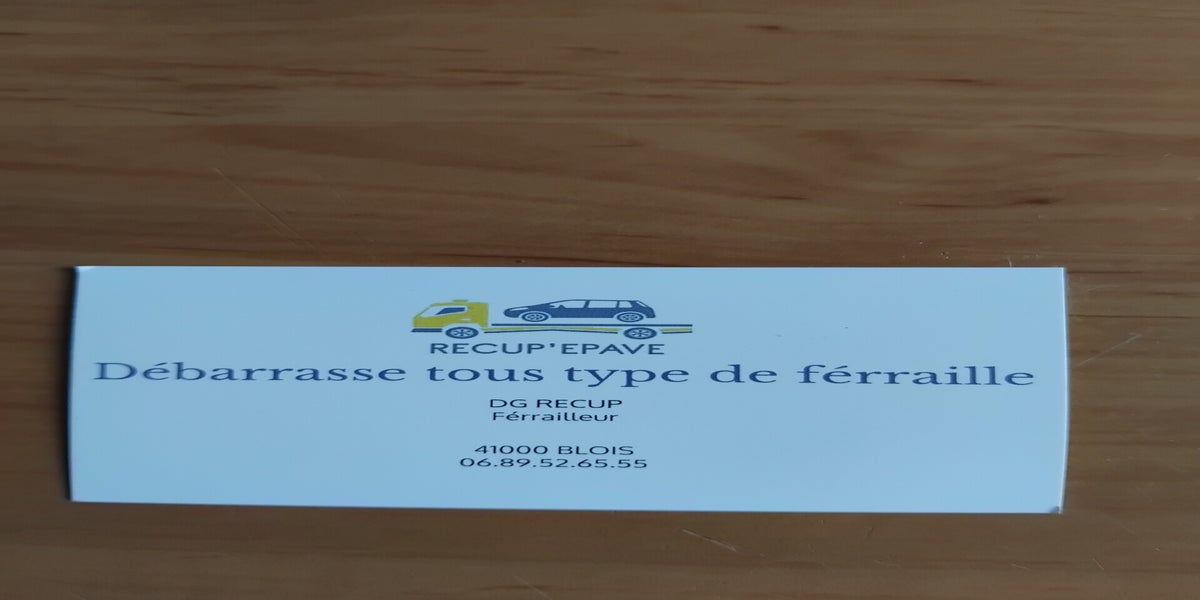 RECUP'EPAVE
Débarrasse tous type de férraille
DG RECUP
Férrailleur
41000 BLOIS
06.89.52.65.55